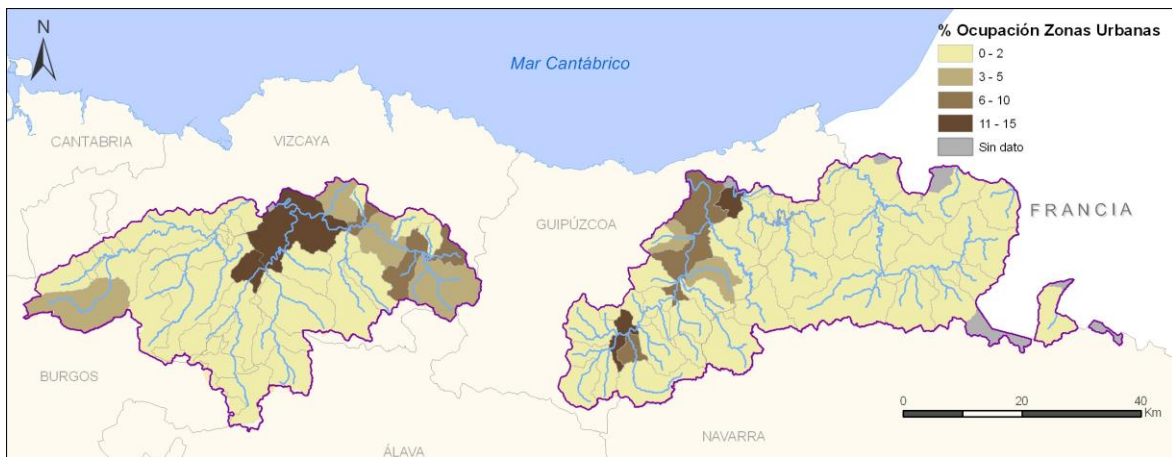 N
Mar Cantábrico
% Ocupación Zonas Urbanas
0 - 2
3 - 5
6 - 10
11 - 15
Sin dato
CANTABRIA
VIZCAYA
GUIPÚZCOA
FRANCIA
BURGOS
ÁLAVA
NAVARRA
0 20 40
Km